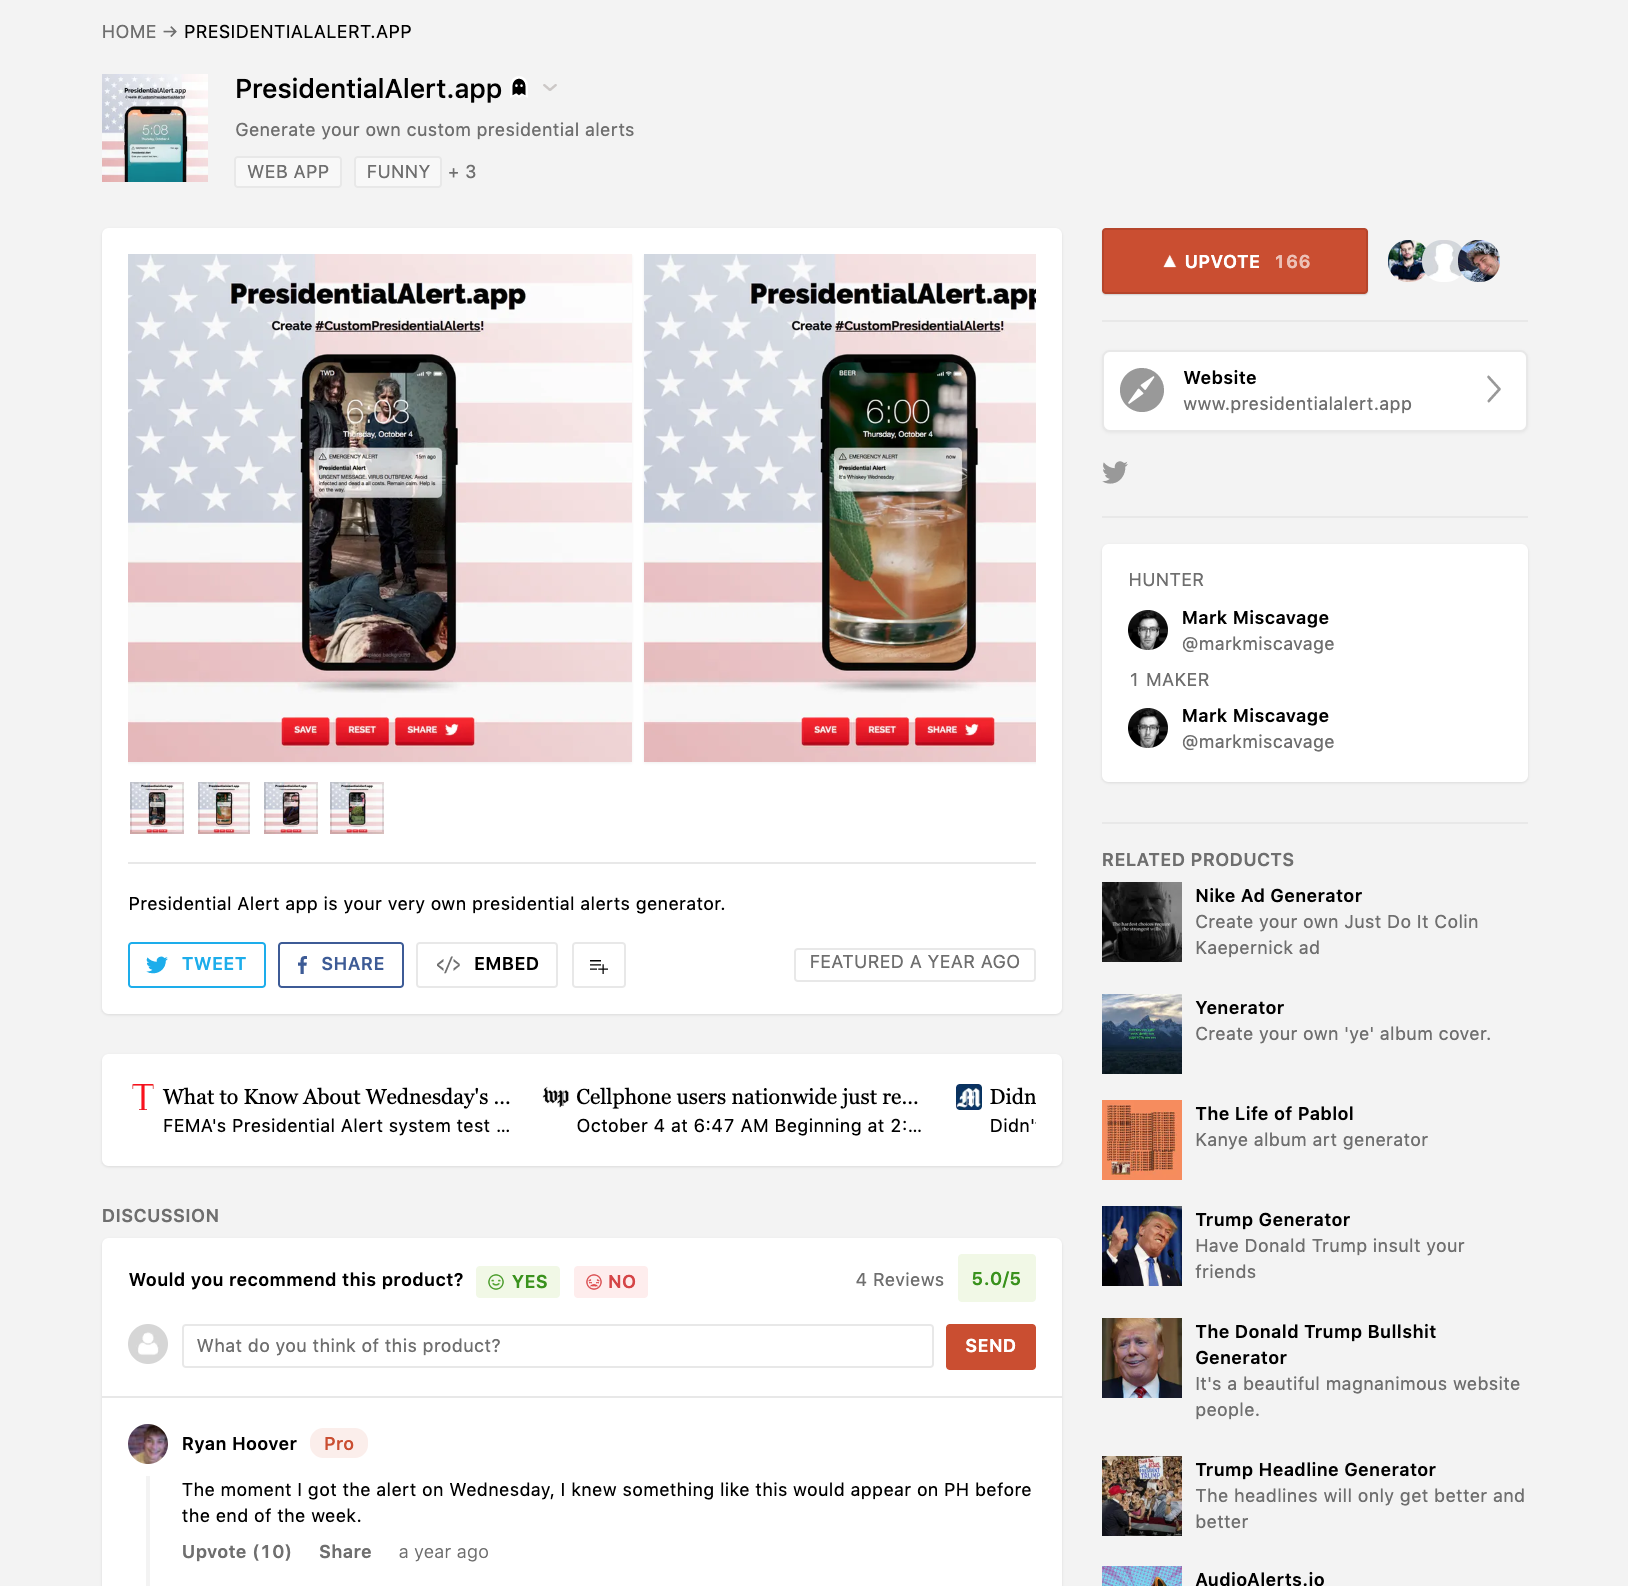 HOME → PRESIDENTIALALERT.APP
PresidentialAlert.app
Generate your own custom presidential alerts
WEB APP
FUNNY
+ 3
PresidentialAlert.app
Create #CustomPresidentialAlerts!
TWD
6:03
Thursday, October 4
EMERGENCY ALERT 15m ago
Presidential Alert
URGENT MESSAGE. VIRUS OUTBREAK. Avoid
infected and dead a all costs. Remain calm. Help is
on the way.
SAVE
RESET
SHARE
PresidentialAlert.app
Create #CustomPresidentialAlerts!
BEER
6:00
Thursday, October 4
EMERGENCY ALERT now
Presidential Alert
It's Whiskey Wednesday
SAVE
RESET
SHARE
Presidential Alert app is your very own presidential alerts generator.
TWEET
SHARE
</> EMBED
FEATURED A YEAR AGO
What to Know About Wednesday's ...
FEMA's Presidential Alert system test ...
Cellphone users nationwide just re...
October 4 at 6:47 AM Beginning at 2:...
Didn
Didn'
DISCUSSION
Would you recommend this product?
YES
NO
4 Reviews
5.0/5
What do you think of this product?
SEND
Ryan Hoover Pro
The moment I got the alert on Wednesday, I knew something like this would appear on PH before
the end of the week.
Upvote (10) Share a year ago
UPVOTE 166
Website
www.presidentialalert.app
HUNTER
Mark Miscavage
@markmiscavage
1 MAKER
Mark Miscavage
@markmiscavage
RELATED PRODUCTS
Nike Ad Generator
Create your own Just Do It Colin
Kaepernick ad
Yenerator
Create your own 'ye' album cover.
The Life of Pablol
Kanye album art generator
Trump Generator
Have Donald Trump insult your
friends
The Donald Trump Bullshit
Generator
It's a beautiful magnanimous website
people.
Trump Headline Generator
The headlines will only get better and
better
AudioAlerts.io